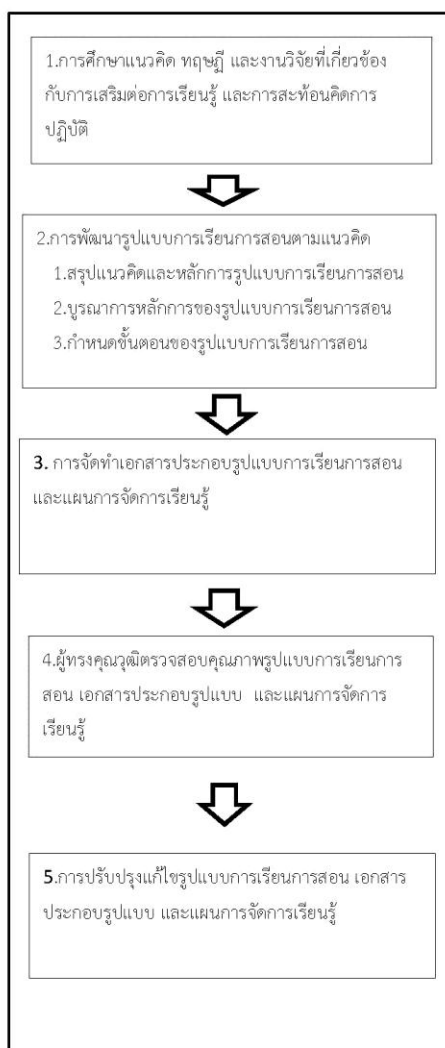 1.การศึกษาแนวคิด ทฤษฎี และงานวิจัยที่เกี่ยวข้อง
กับการเสริมต่อการเรียนรู้ และการสะท้อนคิดการ
ปฏิบัติ
2.การพัฒนารูปแบบการเรียนการสอนตามแนวคิด
1.สรุปแนวคิดและหลักการรูปแบบการเรียนการสอน
2.บูรณาการหลักการของรูปแบบการเรียนการสอน
3.กำหนดขั้นตอนของรูปแบบการเรียนการสอน
3. การจัดทำเอกสารประกอบรูปแบบการเรียนการสอน
และแผนการจัดการเรียนรู้
4.ผู้ทรงคุณวุฒิตรวจสอบคุณภาพรูปแบบการเรียนการ
สอน เอกสารประกอบรูปแบบ และแผนการจัดการ
เรียนรู้
5.การปรับปรุงแก้ไขรูปแบบการเรียนการสอน เอกสาร
ประกอบรูปแบบ และแผนการจัดการเรียนรู้